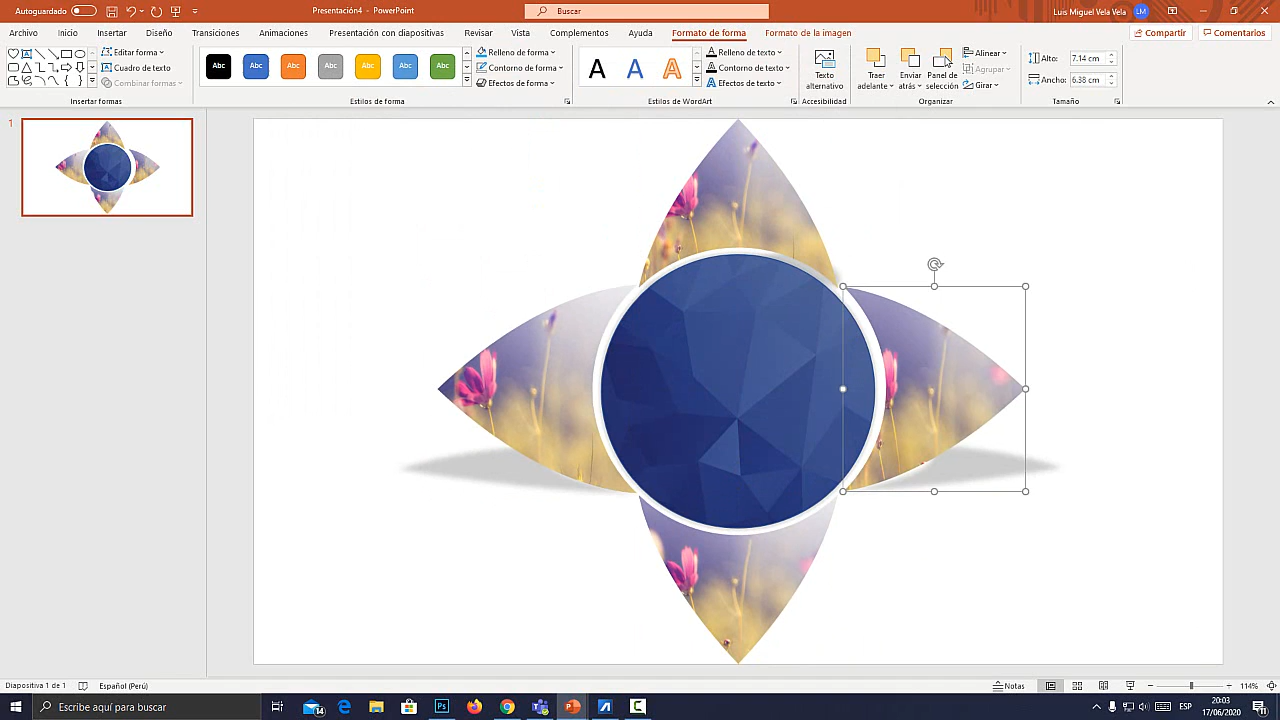 Autoguardado
Presentación4 - PowerPoint
Buscar
Luis Miguel Vela Vela
LM
Archivo
Inicio
Insertar
Diseño
Transiciones
Animaciones
Presentación con diapositivas
Revisar
Vista
Complementos
Ayuda
Formato de forma
Formato de la imagen
Compartir
Comentarios
Editar forma
Cuadro de texto
Combinar formas
Insertar formas
Abc
Abc
Abc
Abc
Abc
Abc
Abc
Relleno de forma
Contorno de forma
Efectos de forma
Estilos de forma
A
A
A
Relleno de texto
Contorno de texto
Efectos de texto
Estilos de WordArt
Texto
alternativo
Accesibilidad
Traer
adelante
Enviar
atrás
Panel de
selección
Alinear
Agrupar
Girar
Organizar
Alto:
7.14 cm
Ancho:
6.38 cm
Tamaño
1
Diapositiva 1 de 1
Español (Perú)
Notas
114%
Escribe aquí para buscar
14
Ps
ESP
20:03
17/06/2020